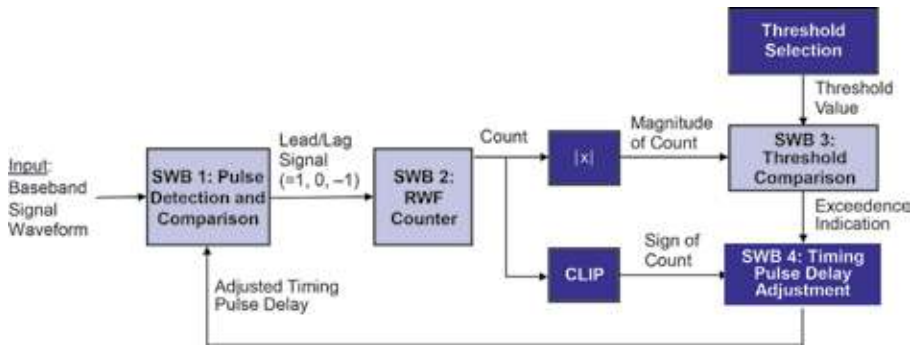 Threshold
Selection
Threshold
Value
Input:
Baseband
Signal
Waveform
SWB 1: Pulse
Detection and
Comparison
Lead/Lag
Signal
(=1, 0, –1)
SWB 2:
RWF
Counter
Count
|x|
Magnitude
of Count
SWB 3:
Threshold
Comparison
Exceedence
Indication
CLIP
Sign of
Count
SWB 4: Timing
Pulse Delay
Adjustment
Adjusted Timing
Pulse Delay